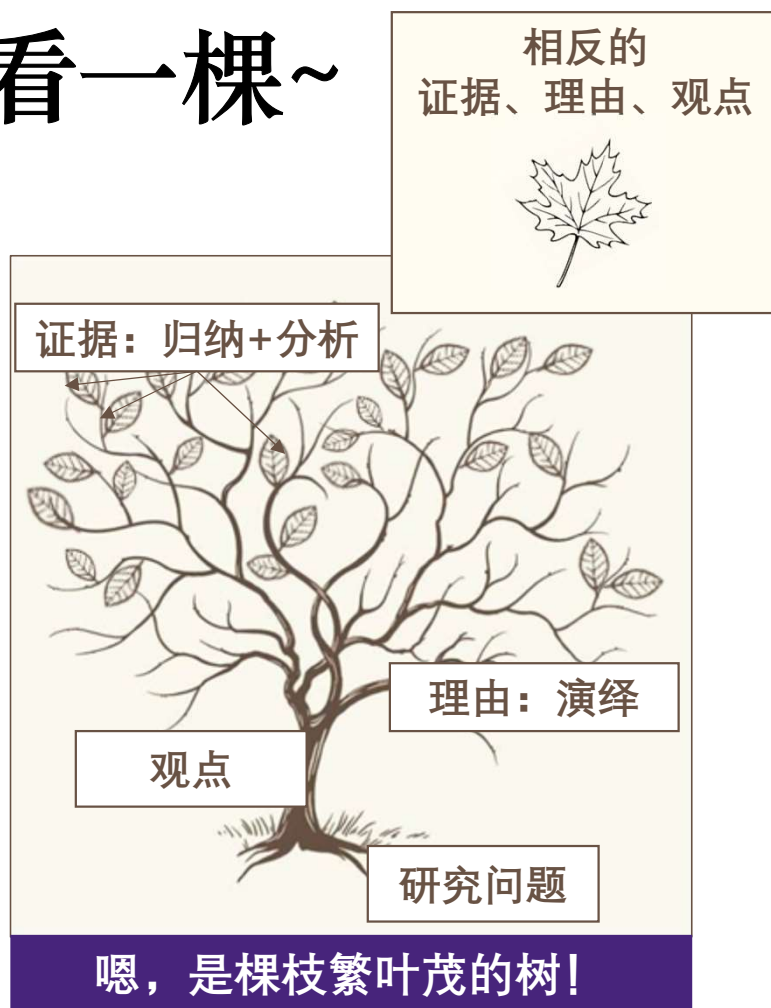 看一棵~
相反的
证据、理由、观点
证据：归纳+分析
理由：演绎
观点
研究问题
嗯，是棵枝繁叶茂的树！